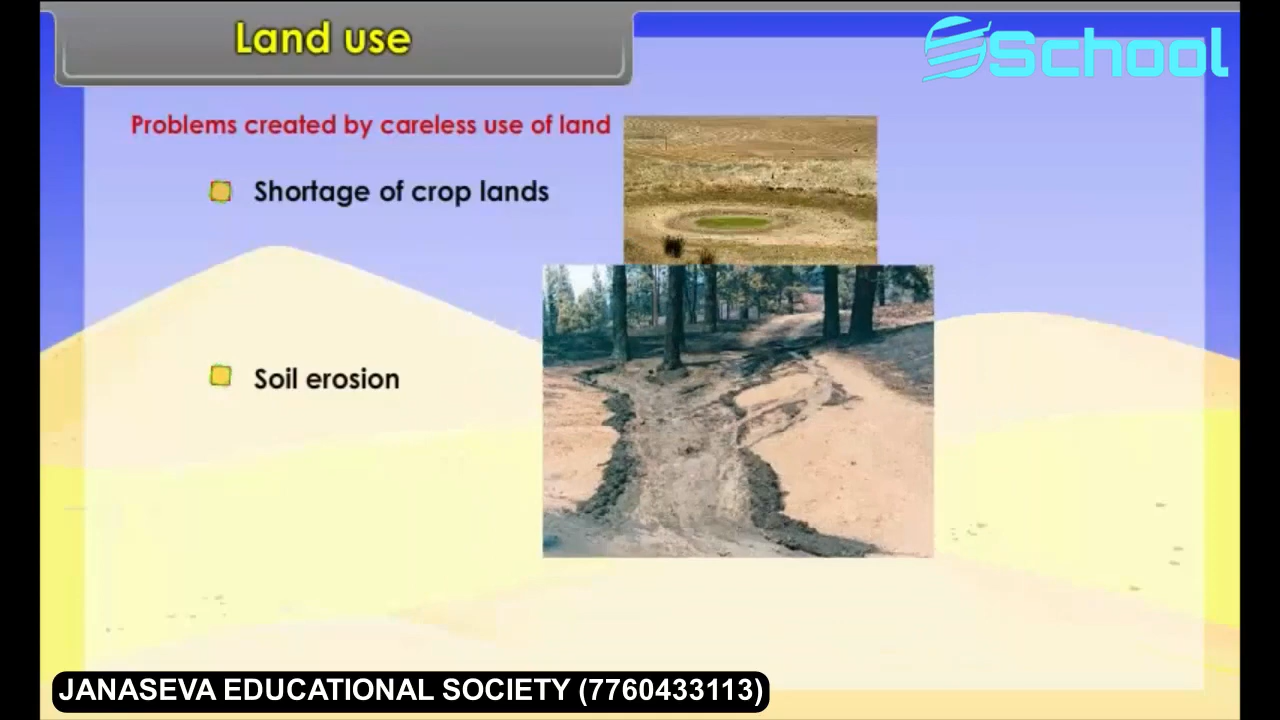 Land use
School
Problems created by careless use of land
Shortage of crop lands
Soil erosion
JANASEVA EDUCATIONAL SOCIETY (7760433113)